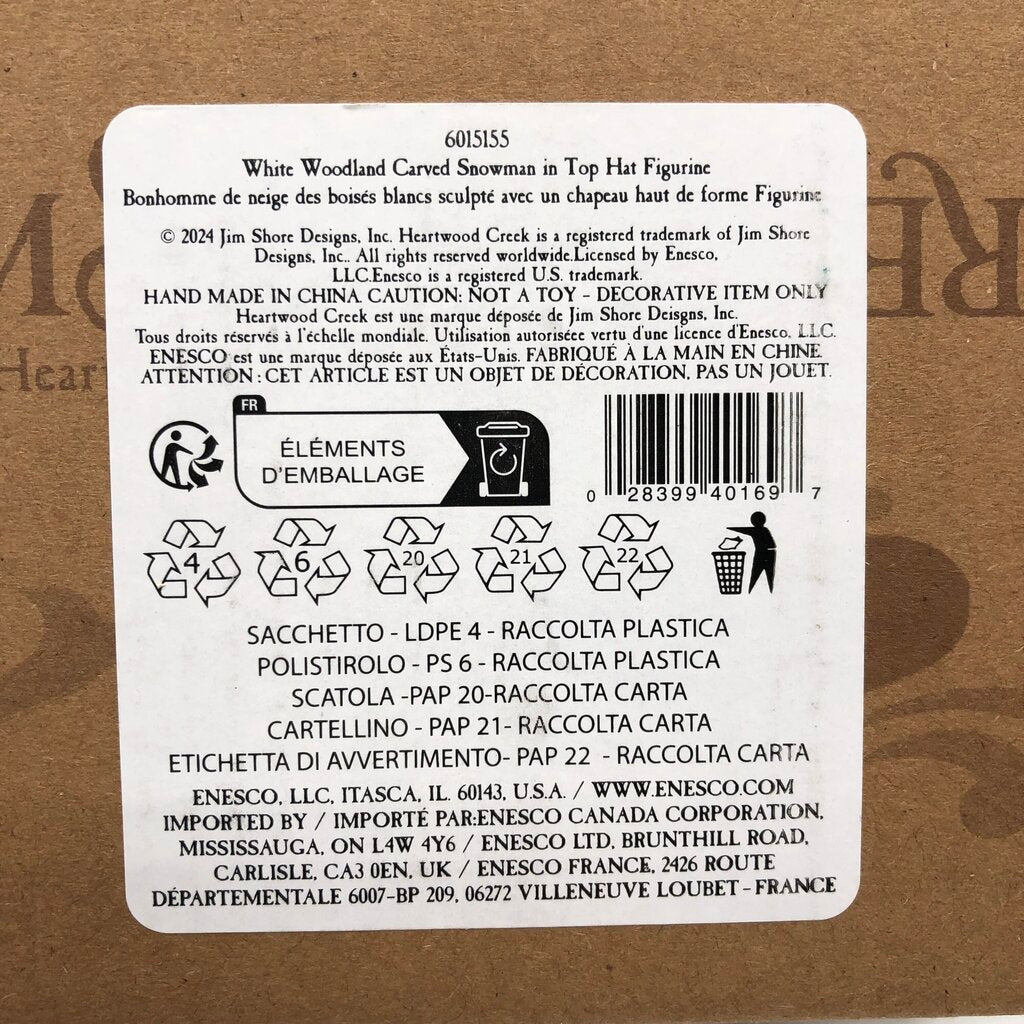 6015155
White Woodland Carved Snowman in Top Hat Figurine
Bonhomme de neige des boisés blancs sculpté avec un chapeau haut de forme Figurine
© 2024 Jim Shore Designs, Inc. Heartwood Creek is a registered trademark of Jim Shore
Designs, Inc.. All rights reserved worldwide.Licensed by Enesco,
LLC.Enesco is a registered U.S. trademark.
HAND MADE IN CHINA. CAUTION: NOT A TOY - DECORATIVE ITEM ONLY
Heartwood Creek est une marque déposée de Jim Shore Deisgns, Inc.
Tous droits réservés à l'échelle mondiale. Utilisation autoriséee vertu d'une licence d'Enesco, LLC.
ENESCO est une marque déposée aux États-Unis. FABRIQUÉ À LA MAIN EN CHINE.
ATTENTION : CET ARTICLE EST UN OBJET DE DÉCORATION, PAS UN JOUET.
FR
ÉLÉMENTS
D'EMBALLAGE
0 28399 40169 7
4 6 20 21 22
SACCHETTO - LDPE 4 - RACCOLTA PLASTICA
POLISTIROLO - PS 6 - RACCOLTA PLASTICA
SCATOLA -PAP 20-RACCOLTA CARTA
CARTELLINO - PAP 21- RACCOLTA CARTA
ETICHETTA DI AVVERTIMENTO- PAP 22 - RACCOLTA CARTA
ENESCO, LLC, ITASCA, IL. 60143, U.S.A. / WWW.ENESCO.COM
IMPORTED BY / IMPORTÉ PAR:ENESCO CANADA CORPORATION,
MISSISSAUGA, ON L4W 4Y6 / ENESCO LTD, BRUNTHILL ROAD,
CARLISLE, CA3 0EN, UK / ENESCO FRANCE, 2426 ROUTE
DÉPARTEMENTALE 6007-BP 209, 06272 VILLENEUVE LOUBET - FRANCE
Hear